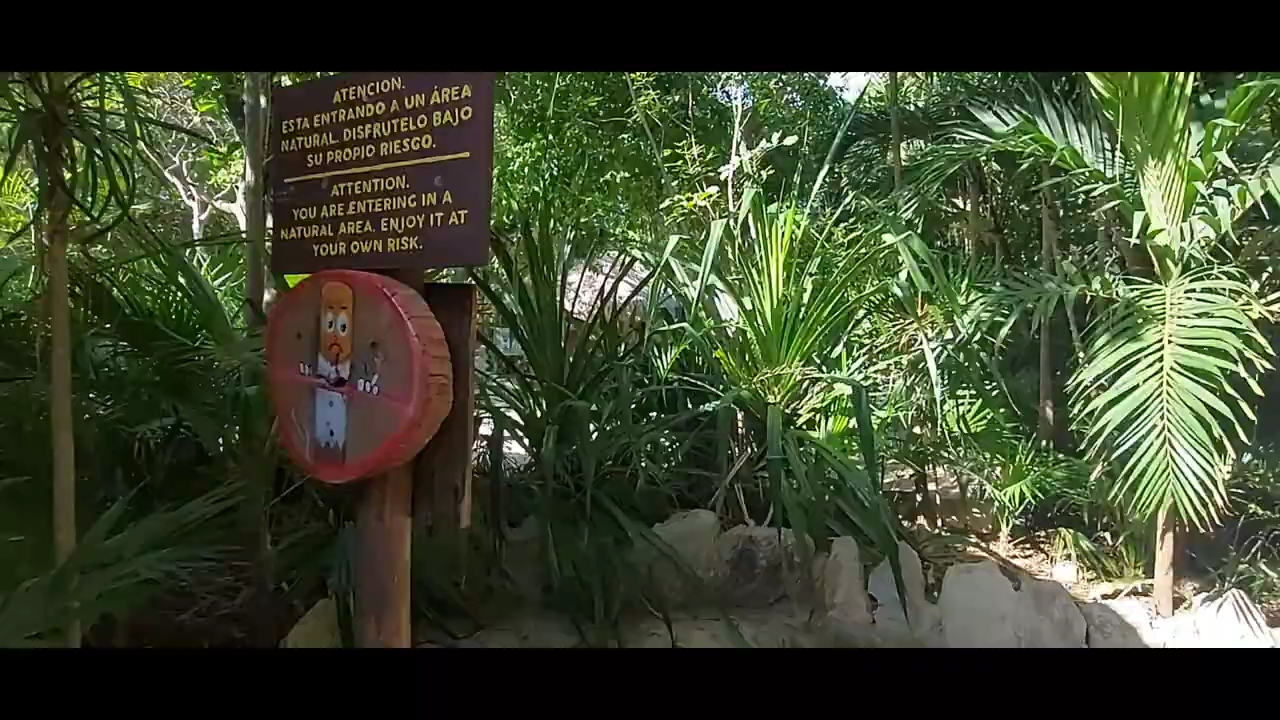 ATENCION.
ESTA ENTRANDO A UN ÁREA
NATURAL. DISFRUTELO BAJO
SU PROPIO RIESGO.
ATTENTION.
YOU ARE ENTERING IN A
NATURAL AREA. ENJOY IT AT
YOUR OWN RISK.